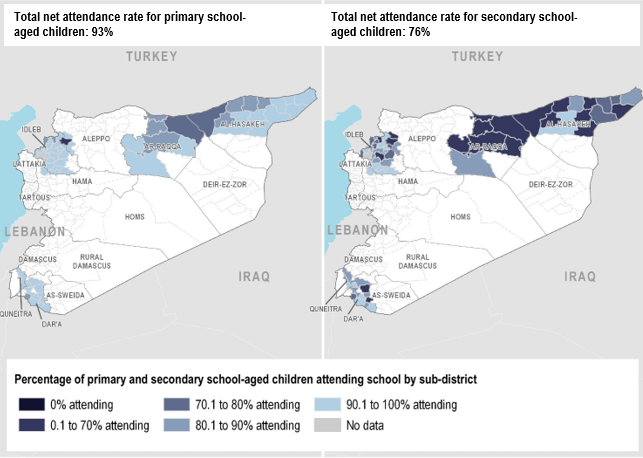 Total net attendance rate for primary school-
aged children: 93%
TURKEY
IDLEB
ALEPPO
AL-HASAKEH
AR-RAQQA
LATTAKIA
HAMA
DEIR-EZ-ZOR
TARTOUS
HOMS
LEBANON
DAMASCUS
RURAL
DAMASCUS
IRAQ
AS-SWEIDA
QUNEITRA
DAR'A
Total net attendance rate for secondary school-
aged children: 76%
TURKEY
IDLEB
ALEPPO
AL-HASAKEH
AR-RAQQA
LATTAKIA
HAMA
DEIR-EZ-ZOR
TARTOUS
HOMS
LEBANON
DAMASCUS
RURAL
DAMASCUS
IRAQ
AS-SWEIDA
QUNEITRA
DAR'A
Percentage of primary and secondary school-aged children attending school by sub-district
0% attending
70.1 to 80% attending
90.1 to 100% attending
0.1 to 70% attending
80.1 to 90% attending
No data